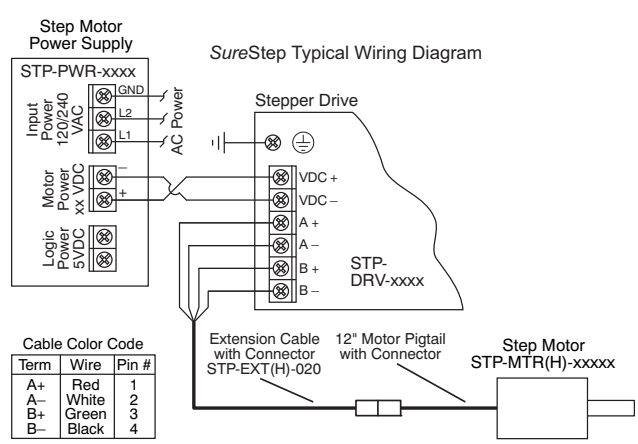 Step Motor
Power Supply
SureStep Typical Wiring Diagram
STP-PWR-xxxx
Input
Power
120/240
VAC
GND
L2
L1
AC Power
Stepper Drive
Motor
Power
xx VDC
–
+
VDC +
VDC –
A +
A –
B +
B –
Logic
Power
5VDC
STP-
DRV-xxxx
Cable Color Code
Term Wire Pin #
A+ Red 1
A– White 2
B+ Green 3
B– Black 4
Extension Cable
with Connector
STP-EXT(H)-020
12" Motor Pigtail
with Connector
Step Motor
STP-MTR(H)-xxxxx